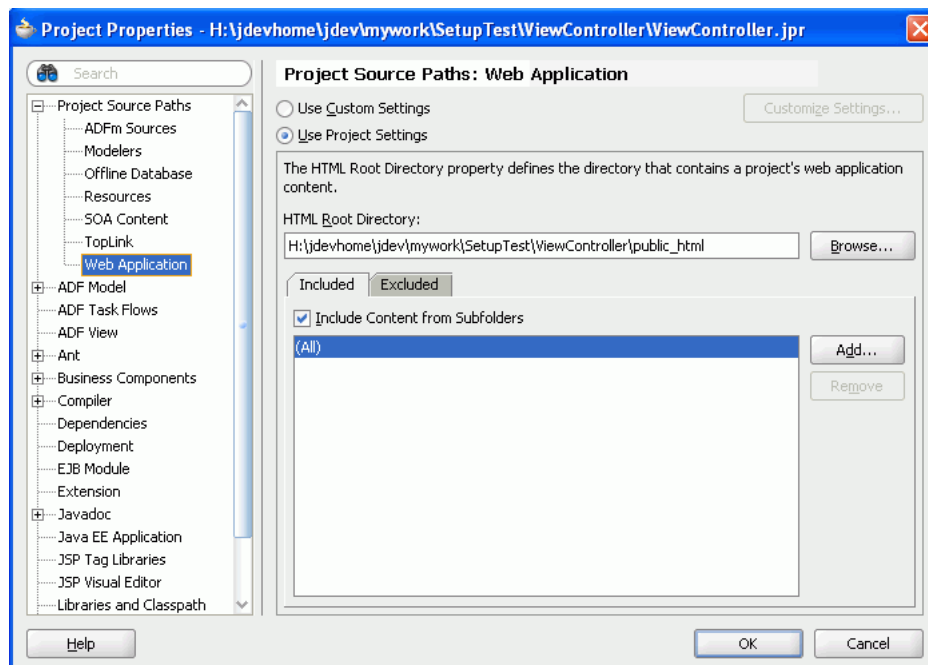 Project Properties - H:\jdevhome\jdev\mywork\SetupTest\ViewController\ViewController.jpr
Search
Project Source Paths
ADFm Sources
Modelers
Offline Database
Resources
SOA Content
TopLink
Web Application
ADF Model
ADF Task Flows
ADF View
Ant
Business Components
Compiler
Dependencies
Deployment
EJB Module
Extension
Javadoc
Java EE Application
JSP Tag Libraries
JSP Visual Editor
Libraries and Classpath
Project Source Paths: Web Application
Use Custom Settings
Customize Settings...
Use Project Settings
The HTML Root Directory property defines the directory that contains a project's web application
content.
HTML Root Directory:
H:\jdevhome\jdev\mywork\SetupTest\ViewController\public_html
Browse...
Included
Excluded
Include Content from Subfolders
(All)
Add...
Remove
Help
OK
Cancel